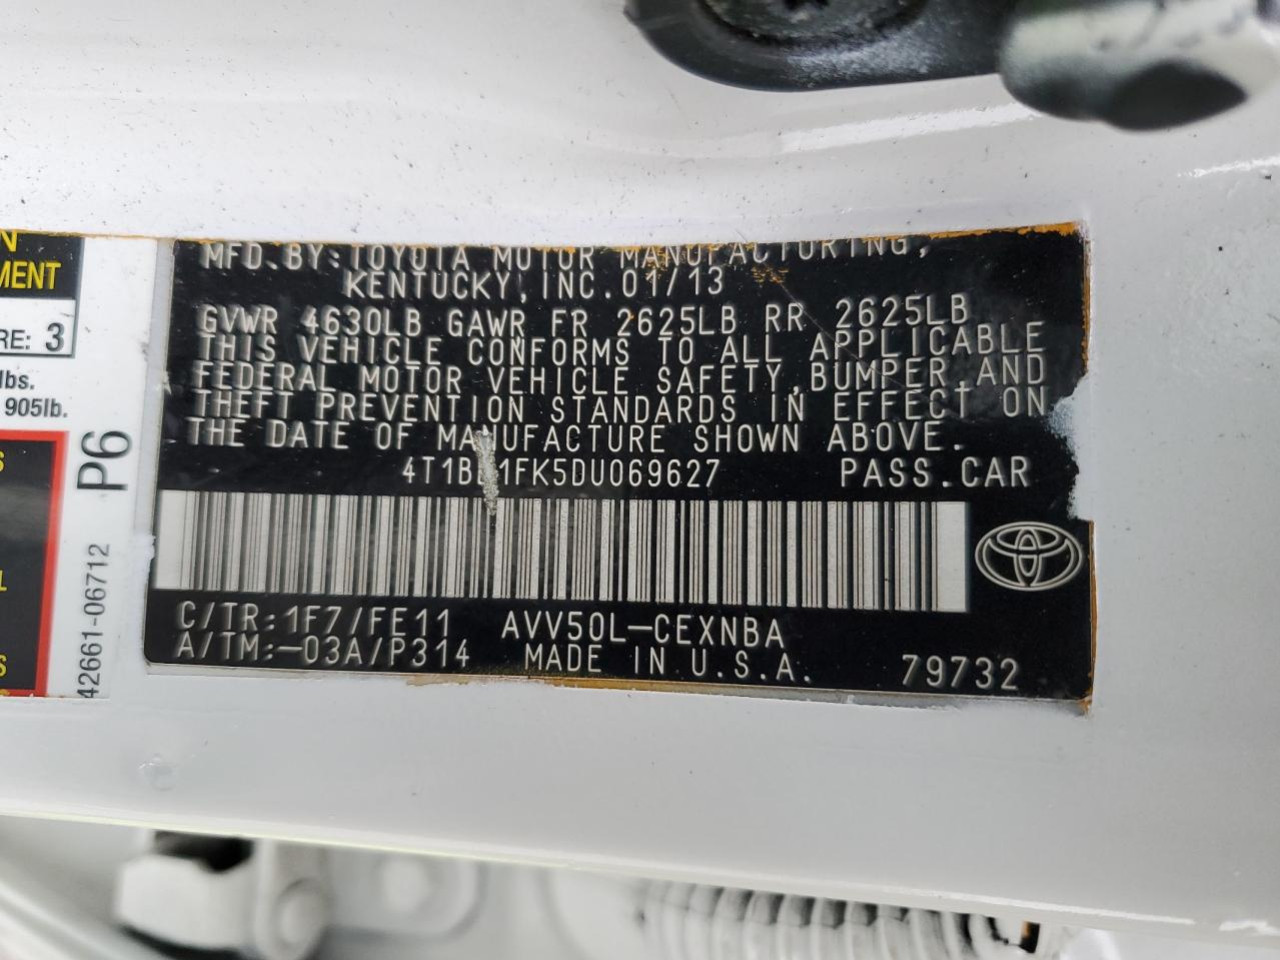 N
MENT
RE: 3
lbs.
905lb.
P6
42661-06712
MFD.BY:TOYOTA MOTOR MANUFACTURING,
KENTUCKY,INC.01/13
GVWR 4630LB GAWR FR 2625LB RR 2625LB
THIS VEHICLE CONFORMS TO ALL APPLICABLE
FEDERAL MOTOR VEHICLE SAFETY,BUMPER,AND
THEFT PREVENTION STANDARDS IN EFFECT ON
THE DATE OF MANUFACTURE SHOWN ABOVE.
4T1BD1FK5DU069627 PASS.CAR
C/TR:1F7/FE11 AVV50L-CEXNBA
A/TM:-03A/P314 MADE IN U.S.A. 79732